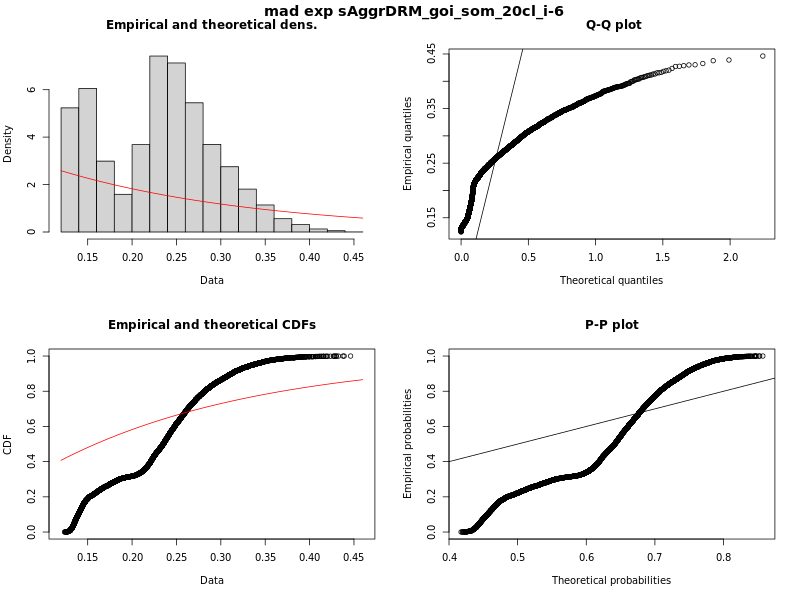 mad exp sAggrDRM_goi_som_20cl_i-6
Empirical and theoretical dens.
Density
0 2 4 6
0.15 0.20 0.25 0.30 0.35 0.40 0.45
Data
Q-Q plot
Empirical quantiles
0.15 0.25 0.35 0.45
0.0 0.5 1.0 1.5 2.0
Theoretical quantiles
Empirical and theoretical CDFs
CDF
0.0 0.2 0.4 0.6 0.8 1.0
0.15 0.20 0.25 0.30 0.35 0.40 0.45
Data
P-P plot
Empirical probabilities
0.0 0.2 0.4 0.6 0.8 1.0
0.4 0.5 0.6 0.7 0.8
Theoretical probabilities